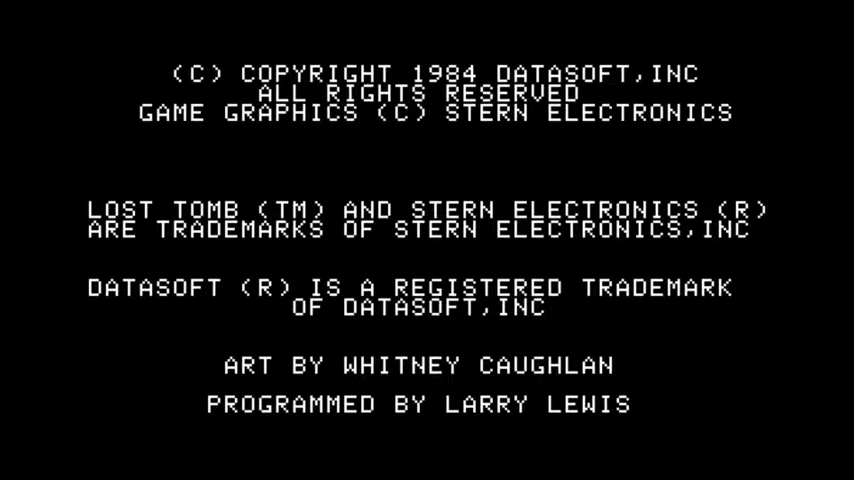 (C) COPYRIGHT 1984 DATASOFT,INC
ALL RIGHTS RESERVED
GAME GRAPHICS (C) STERN ELECTRONICS
LOST TOMB (TM) AND STERN ELECTRONICS (R)
ARE TRADEMARKS OF STERN ELECTRONICS,INC
DATASOFT (R) IS A REGISTERED TRADEMARK
OF DATASOFT,INC
ART BY WHITNEY CAUGHLAN
PROGRAMMED BY LARRY LEWIS